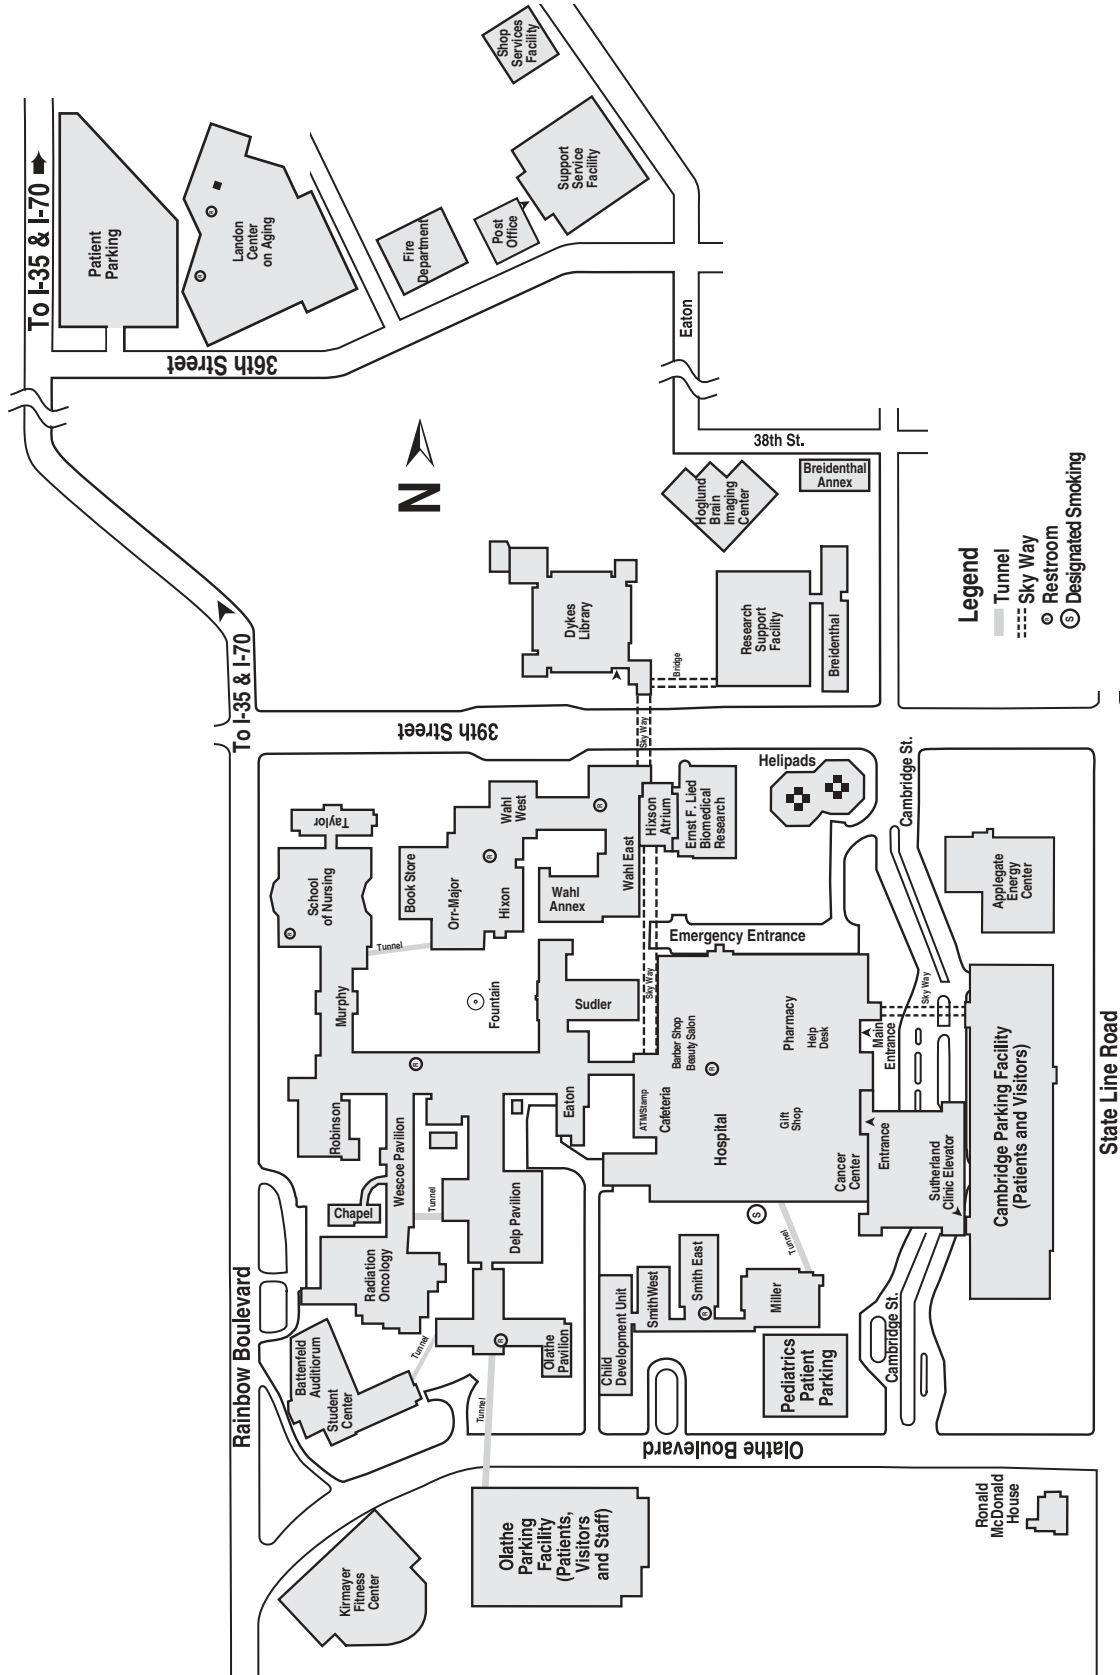 To I-35 & I-70
Patient
Parking
Landon
Center
on Aging
R
R
36th Street
Shop
Services
Facility
Support
Service
Facility
Post
Office
Fire
Department
Eaton
38th St.
N
Hoglund
Brain
Imaging
Center
Breidenthal
Annex
Dykes
Library
Research
Support
Facility
Breidenthal
Bridge
Sky Way
Legend
Tunnel
Sky Way
R Restroom
S Designated Smoking
To I-35 & I-70
39th Street
Taylor
School
of Nursing
R
Murphy
Tunnel
Book Store
Orr-Major
Hixon
R
Wahl
West
R
Wahl
Annex
Wahl East
Hixson
Atrium
Ernst F. Lied
Biomedical
Research
Helipads
Cambridge St.
Applegate
Energy
Center
Emergency Entrance
Sky Way
Fountain
Sudler
R
Robinson
Wescoe Pavilion
Eaton
ATM/Stamp
Cafeteria
Barber Shop
Beauty Salon
R
Hospital
Pharmacy
Help
Desk
Gift
Shop
Main
Entrance
Sky Way
Entrance
Cancer
Center
Sutherland
Clinic Elevator
Cambridge Parking Facility
(Patients and Visitors)
State Line Road
Chapel
Tunnel
Delp Pavilion
Radiation
Oncology
Rainbow Boulevard
Battenfeld
Auditiorum
Student
Center
Tunnel
R
Olathe
Pavilion
Tunnel
Child
Development Unit
SmithWest
Smith East
R
S
Tunnel
Miller
Pediatrics
Patient
Parking
Cambridge St.
Olathe Boulevard
Kirmayer
Fitness
Center
Olathe
Parking
Facility
(Patients,
Visitors
and Staff)
Ronald
McDonald
House